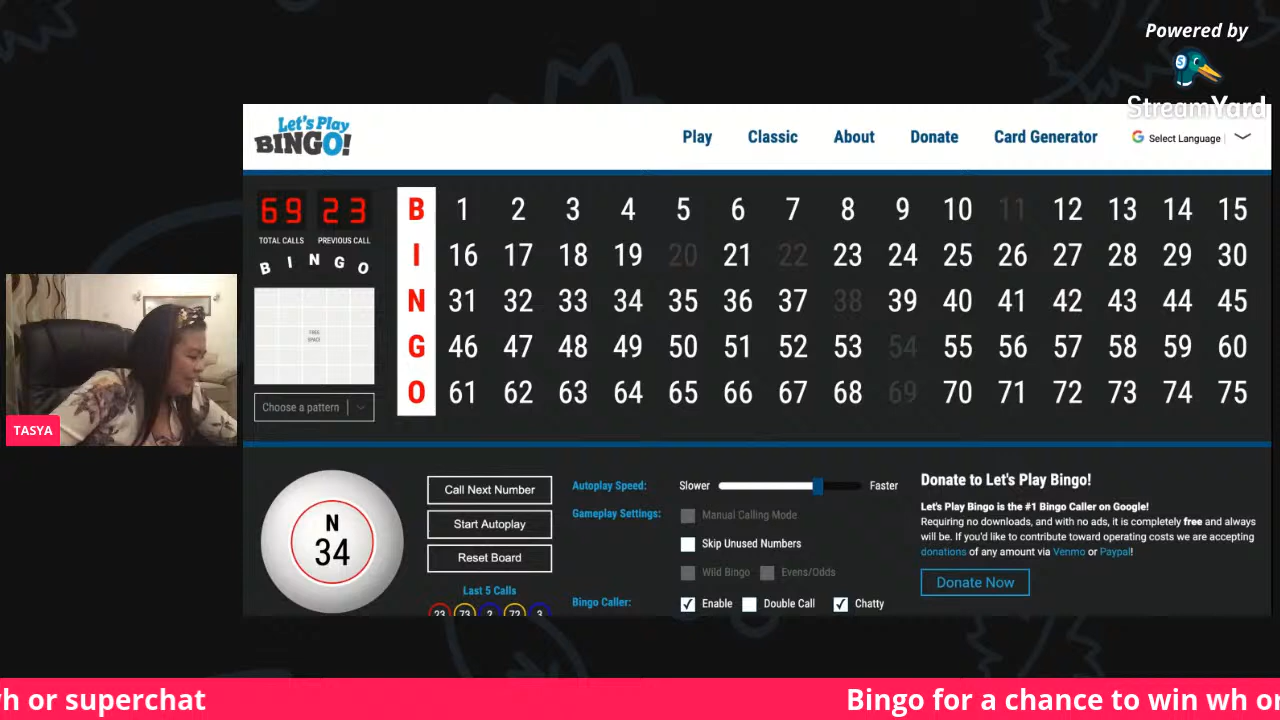 Powered by
StreamYard
Let's Play
BINGO!
Play Classic About Donate Card Generator
G Select Language
69 23
TOTAL CALLS PREVIOUS CALL
B I N G O
FREE
SPACE
Choose a pattern
B 1 2 3 4 5 6 7 8 9 10 11 12 13 14 15
I 16 17 18 19 20 21 22 23 24 25 26 27 28 29 30
N 31 32 33 34 35 36 37 38 39 40 41 42 43 44 45
G 46 47 48 49 50 51 52 53 54 55 56 57 58 59 60
O 61 62 63 64 65 66 67 68 69 70 71 72 73 74 75
TASYA
N
34
Call Next Number
Start Autoplay
Reset Board
Last 5 Calls
23 73 2 72 3
Autoplay Speed: Slower Faster
Gameplay Settings: Manual Calling Mode
Skip Unused Numbers
Wild Bingo Evens/Odds
Bingo Caller: Enable Double Call Chatty
Donate to Let's Play Bingo!
Let's Play Bingo is the #1 Bingo Caller on Google!
Requiring no downloads, and with no ads, it is completely free and always
will be. If you'd like to contribute toward operating costs we are accepting
donations of any amount via Venmo or Paypal!
Donate Now
wh or superchat
Bingo for a chance to win wh or